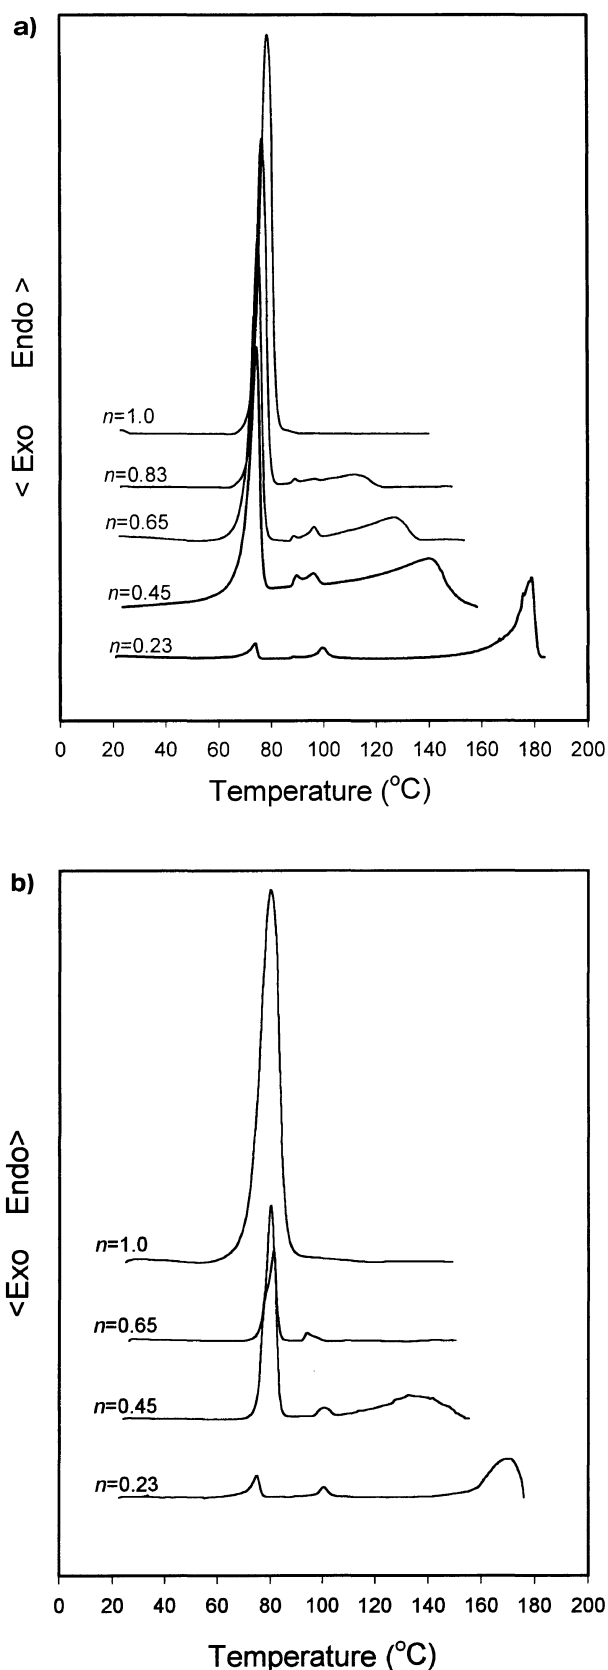 a)
< Exo Endo >
n=1.0
n=0.83
n=0.65
n=0.45
n=0.23
0 20 40 60 80 100 120 140 160 180 200
Temperature (°C)
b)
<Exo Endo>
n=1.0
n=0.65
n=0.45
n=0.23
0 20 40 60 80 100 120 140 160 180 200
Temperature (°C)